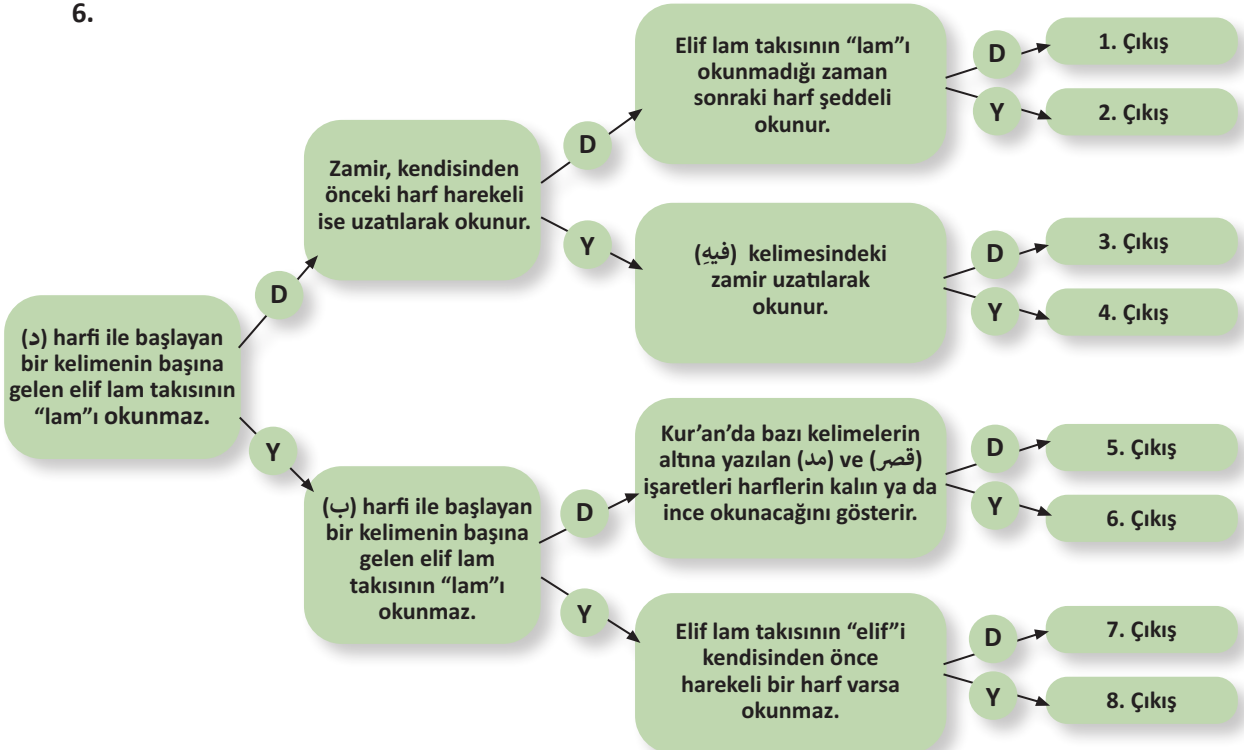 6.
(د) harfi ile başlayan
bir kelimenin başına
gelen elif lam takısının
“lam”ı okunmaz.
D
Y
Zamir, kendisinden
önceki harf harekeli
ise uzatılarak okunur.
D
Y
(ب) harfi ile başlayan
bir kelimenin başına
gelen elif lam
takısının “lam”ı
okunmaz.
D
Y
Elif lam takısının “lam”ı
okunmadığı zaman
sonraki harf şeddeli
okunur.
D
Y
(فيهِ) kelimesindeki
zamir uzatılarak
okunur.
D
Y
Kur’an’da bazı kelimelerin
altına yazılan (مد) ve (قصر)
işaretleri harflerin kalın ya da
ince okunacağını gösterir.
D
Y
Elif lam takısının “elif”i
kendisinden önce
harekeli bir harf varsa
okunmaz.
D
Y
1. Çıkış
2. Çıkış
3. Çıkış
4. Çıkış
5. Çıkış
6. Çıkış
7. Çıkış
8. Çıkış